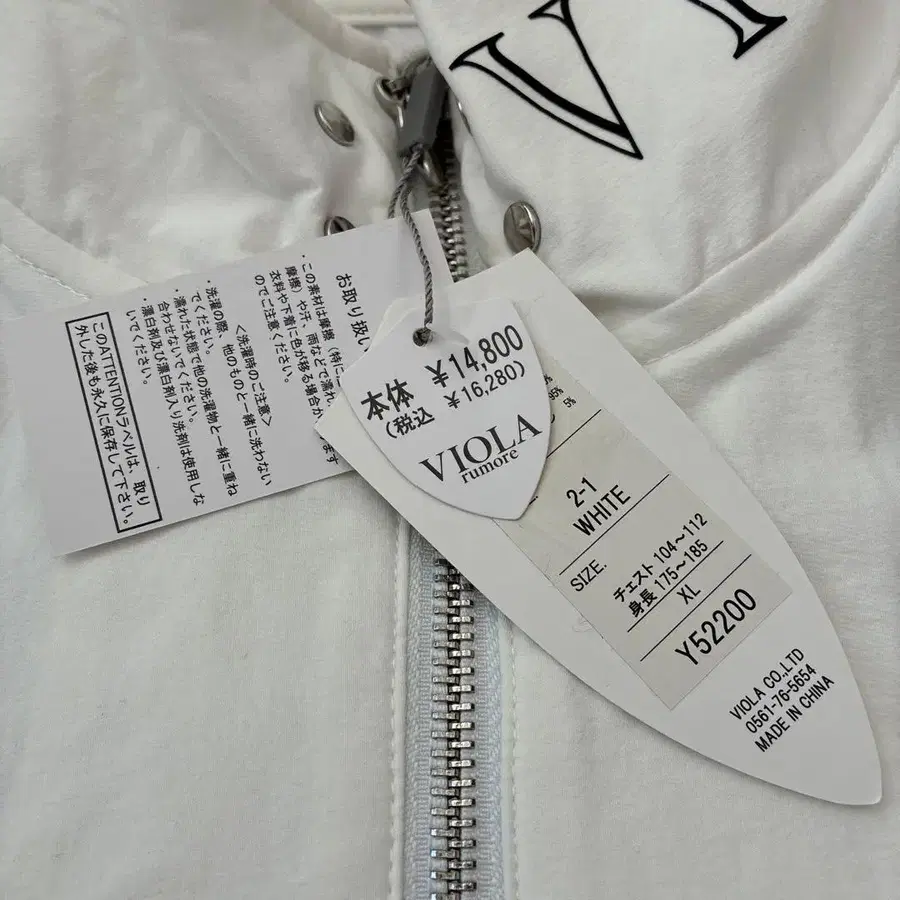 VI
お取り扱い
・この素材は摩擦（特に
摩擦）や汗、雨などで濡れ
衣料や下着に色が移る場合が
ます
のでご注意ください。
＜洗濯時のご注意＞
・洗濯の際、他のものと一緒に洗わない
でください。
・濡れた状態で他の洗濯物と一緒に重ね
合わせないでください。
・漂白剤及び漂白剤入り洗剤は使用しな
いでください。
このATTENTIONラベルは、取り
外した後も永久に保存して下さい。
本体 ¥14,800
(税込 ¥16,280)
VIOLA
rumore
95%
5%
2-1
WHITE
SIZE.
チェスト 104～112
身長 175～185
XL
Y52200
VIOLA CO.,LTD
0561-76-5654
MADE IN CHINA